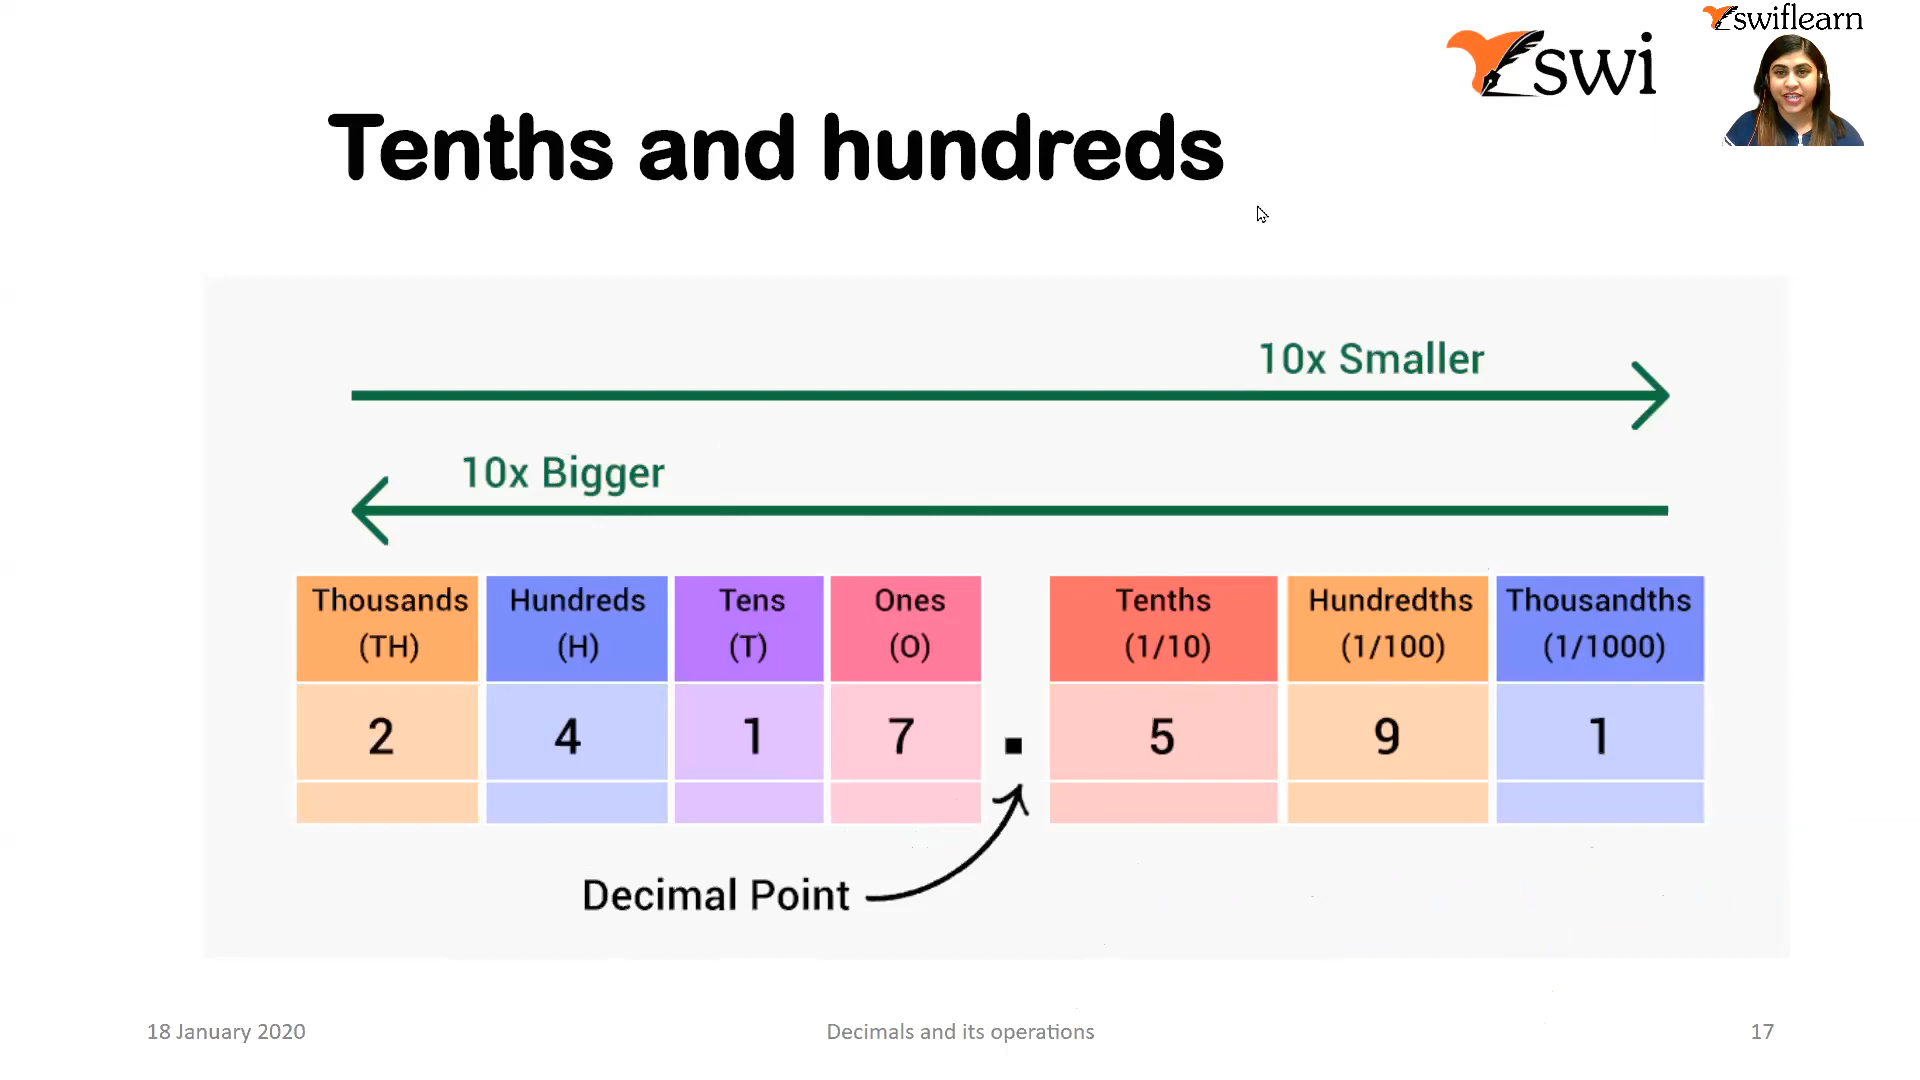 swiflearn
swi
Tenths and hundreds
10x Smaller
10x Bigger
Thousands Hundreds Tens Ones Tenths Hundredths Thousandths
(TH) (H) (T) (O) (1/10) (1/100) (1/1000)
2 4 1 7 . 5 9 1
Decimal Point
18 January 2020 Decimals and its operations 17